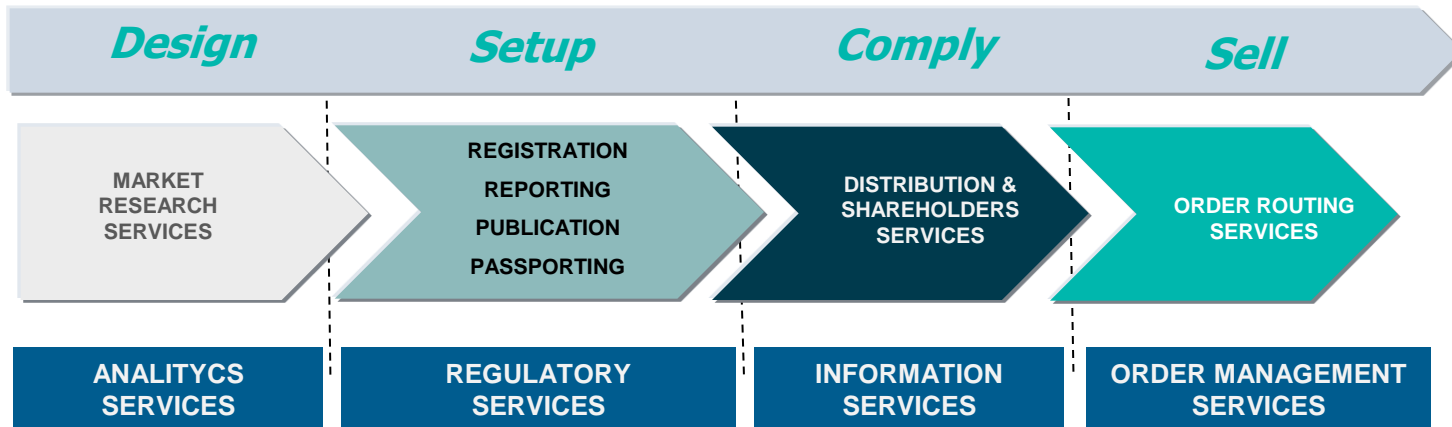 Design
Setup
Comply
Sell
MARKET
RESEARCH
SERVICES
REGISTRATION
REPORTING
PUBLICATION
PASSPORTING
DISTRIBUTION &
SHAREHOLDERS
SERVICES
ORDER ROUTING
SERVICES
ANALITYCS
SERVICES
REGULATORY
SERVICES
INFORMATION
SERVICES
ORDER MANAGEMENT
SERVICES